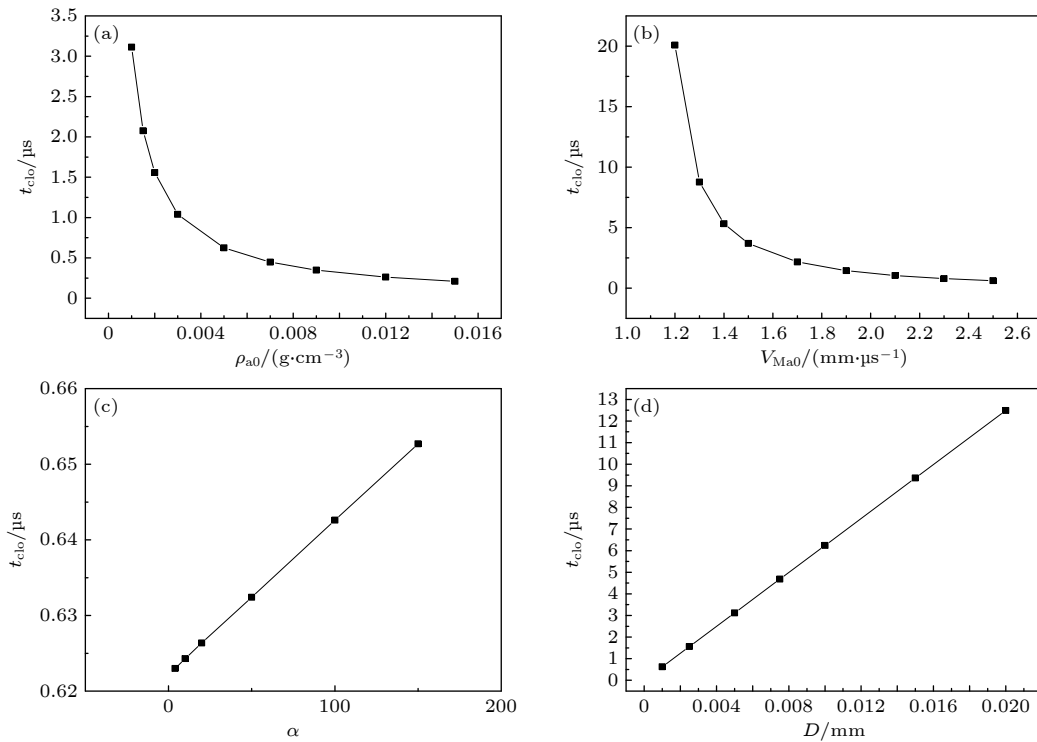 (a)
3.5
3.0
2.5
2.0
1.5
1.0
0.5
0
t_clo/μs
0 0.004 0.008 0.012 0.016
ρ_a0/(g·cm⁻³)
(b)
20
15
10
5
0
t_clo/μs
1.0 1.2 1.4 1.6 1.8 2.0 2.2 2.4 2.6
V_Ma0/(mm·μs⁻¹)
(c)
0.66
0.65
0.64
0.63
0.62
t_clo/μs
0 50 100 150 200
α
(d)
13
12
11
10
9
8
7
6
5
4
3
2
1
0
t_clo/μs
0 0.004 0.008 0.012 0.016 0.020
D/mm